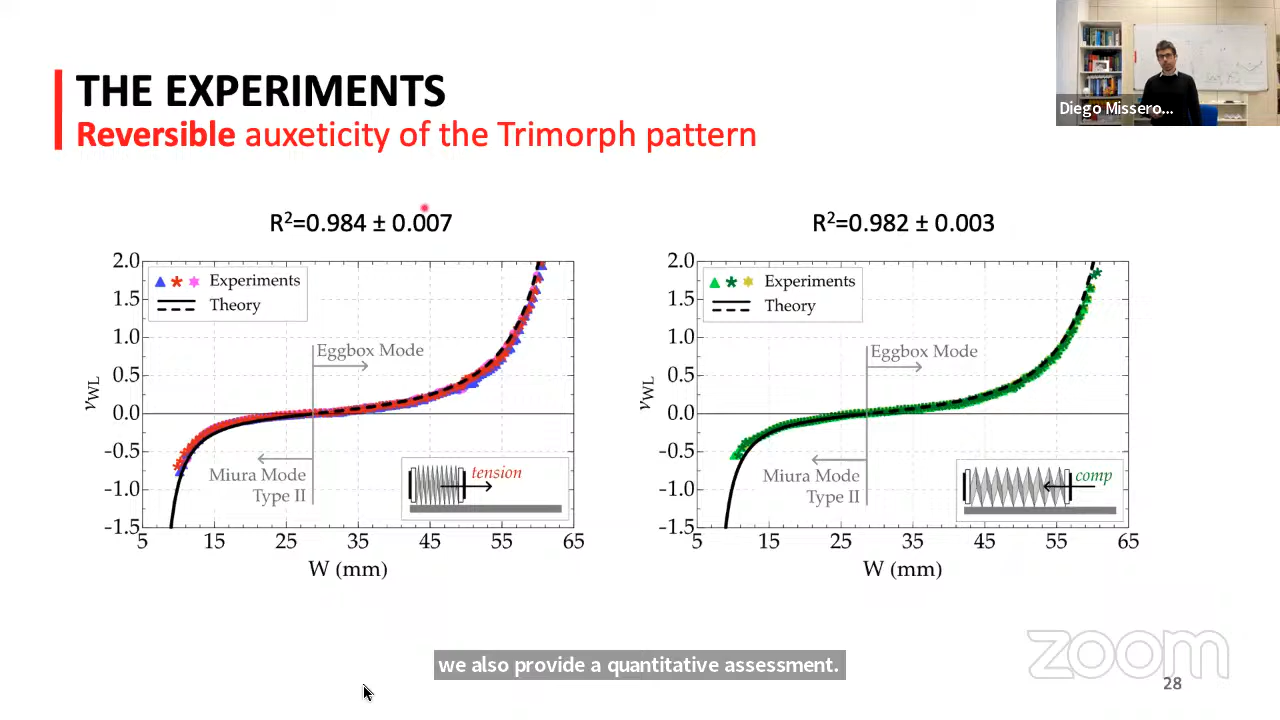 THE EXPERIMENTS
Reversible auxeticity of the Trimorph pattern
Diego Missero...
R²=0.984 ± 0.007
2.0
1.5
1.0
0.5
0.0
-0.5
-1.0
-1.5
Experiments
Theory
Eggbox Mode
Miura Mode
Type II
tension
νWL
5 15 25 35 45 55 65
W (mm)
R²=0.982 ± 0.003
2.0
1.5
1.0
0.5
0.0
-0.5
-1.0
-1.5
Experiments
Theory
Eggbox Mode
Miura Mode
Type II
comp
νWL
5 15 25 35 45 55 65
W (mm)
we also provide a quantitative assessment.
zoom
28